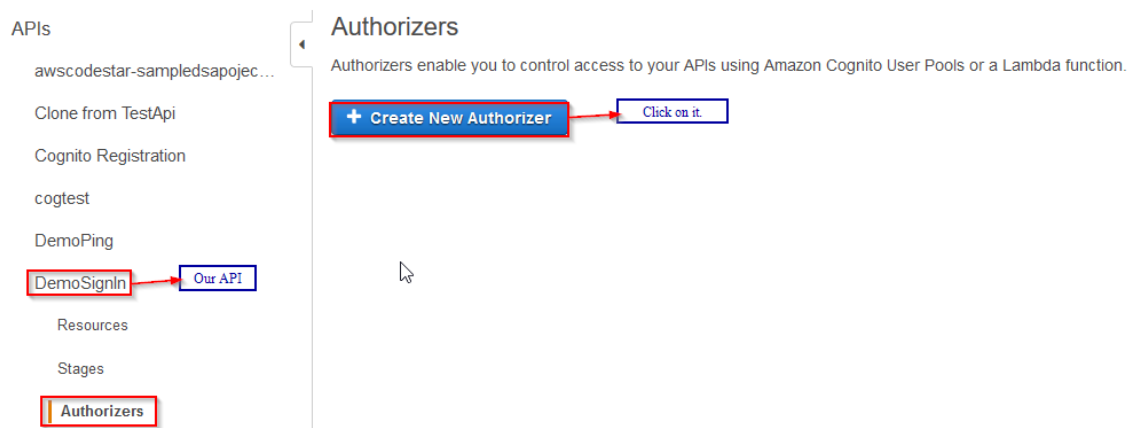 APIs
awscodestar-sampledsapojec...
Clone from TestApi
Cognito Registration
cogtest
DemoPing
DemoSignIn
Our API
Resources
Stages
Authorizers
Authorizers
Authorizers enable you to control access to your APIs using Amazon Cognito User Pools or a Lambda function.
+ Create New Authorizer
Click on it.